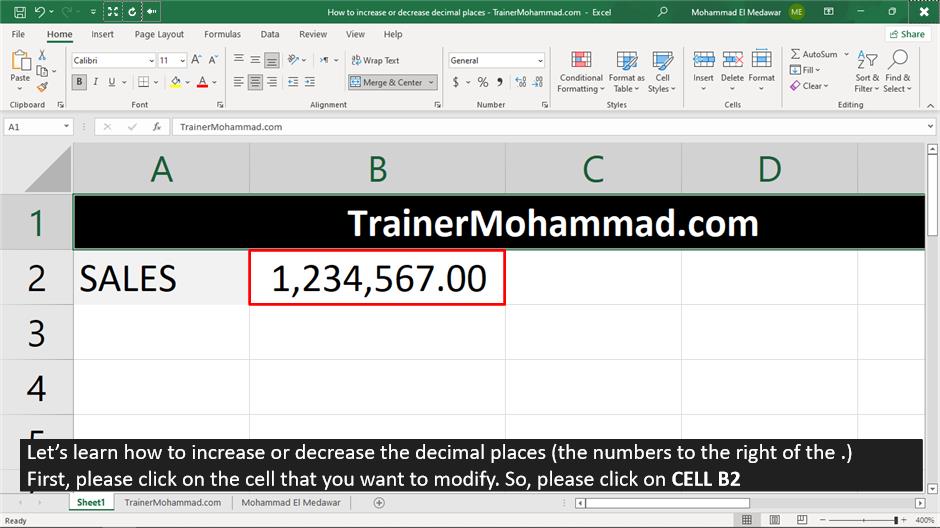 How to increase or decrease decimal places - TrainerMohammad.com - Excel
Mohammad El Medawar ME
File Home Insert Page Layout Formulas Data Review View Help Share
Paste
Clipboard
Calibri 11 A A
B I U A
Font
Wrap Text
Merge & Center
Alignment
General
$ % ,
Number
Conditional Formatting
Format as Table
Cell Styles
Styles
Insert Delete Format
Cells
AutoSum
Fill
Clear
Sort & Filter
Find & Select
Editing
A1 fx TrainerMohammad.com
A B C D
1 TrainerMohammad.com
2 SALES 1,234,567.00
3
4
5
Let’s learn how to increase or decrease the decimal places (the numbers to the right of the .)
First, please click on the cell that you want to modify. So, please click on CELL B2
Sheet1 TrainerMohammad.com Mohammad El Medawar
Ready 400%